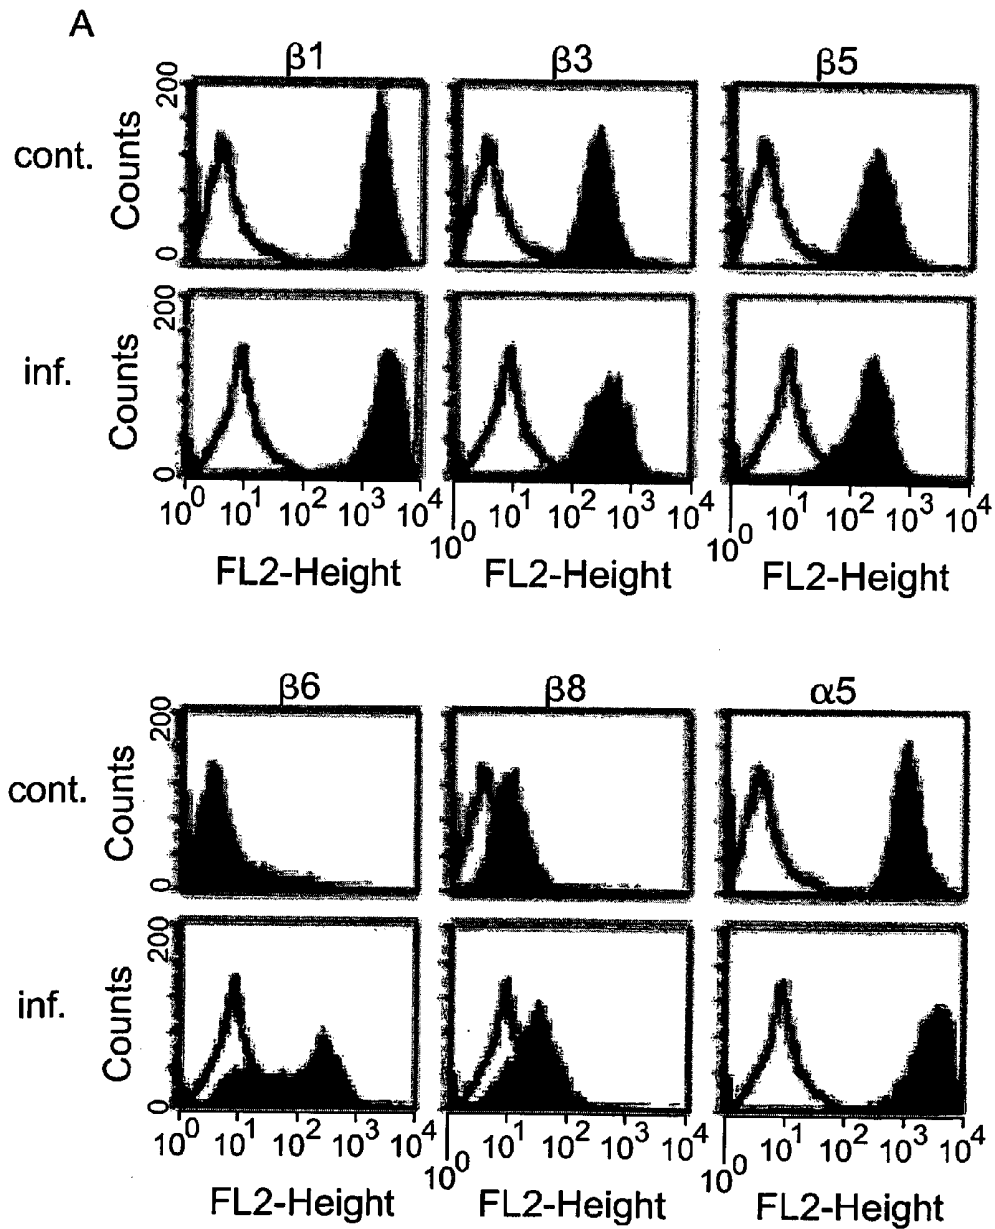 A
β1 β3 β5
cont. Counts 200 0
inf. Counts 200 0
10^0 10^1 10^2 10^3 10^4 10^0 10^1 10^2 10^3 10^4 10^0 10^1 10^2 10^3 10^4
FL2-Height FL2-Height FL2-Height
β6 β8 α5
cont. Counts 200 0
inf. Counts 200 0
10^0 10^1 10^2 10^3 10^4 10^0 10^1 10^2 10^3 10^4 10^0 10^1 10^2 10^3 10^4
FL2-Height FL2-Height FL2-Height